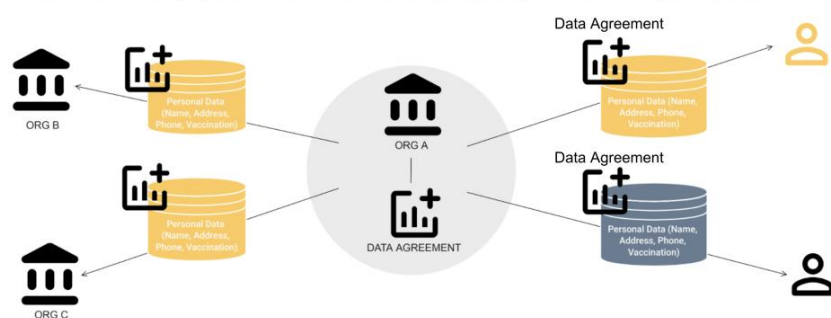 Data Agreement
Personal Data
(Name, Address,
Phone, Vaccination)
ORG B
ORG A
Personal Data (Name,
Address, Phone,
Vaccination)
Data Agreement
Personal Data
(Name, Address,
Phone, Vaccination)
DATA AGREEMENT
Personal Data (Name,
Address, Phone,
Vaccination)
ORG C